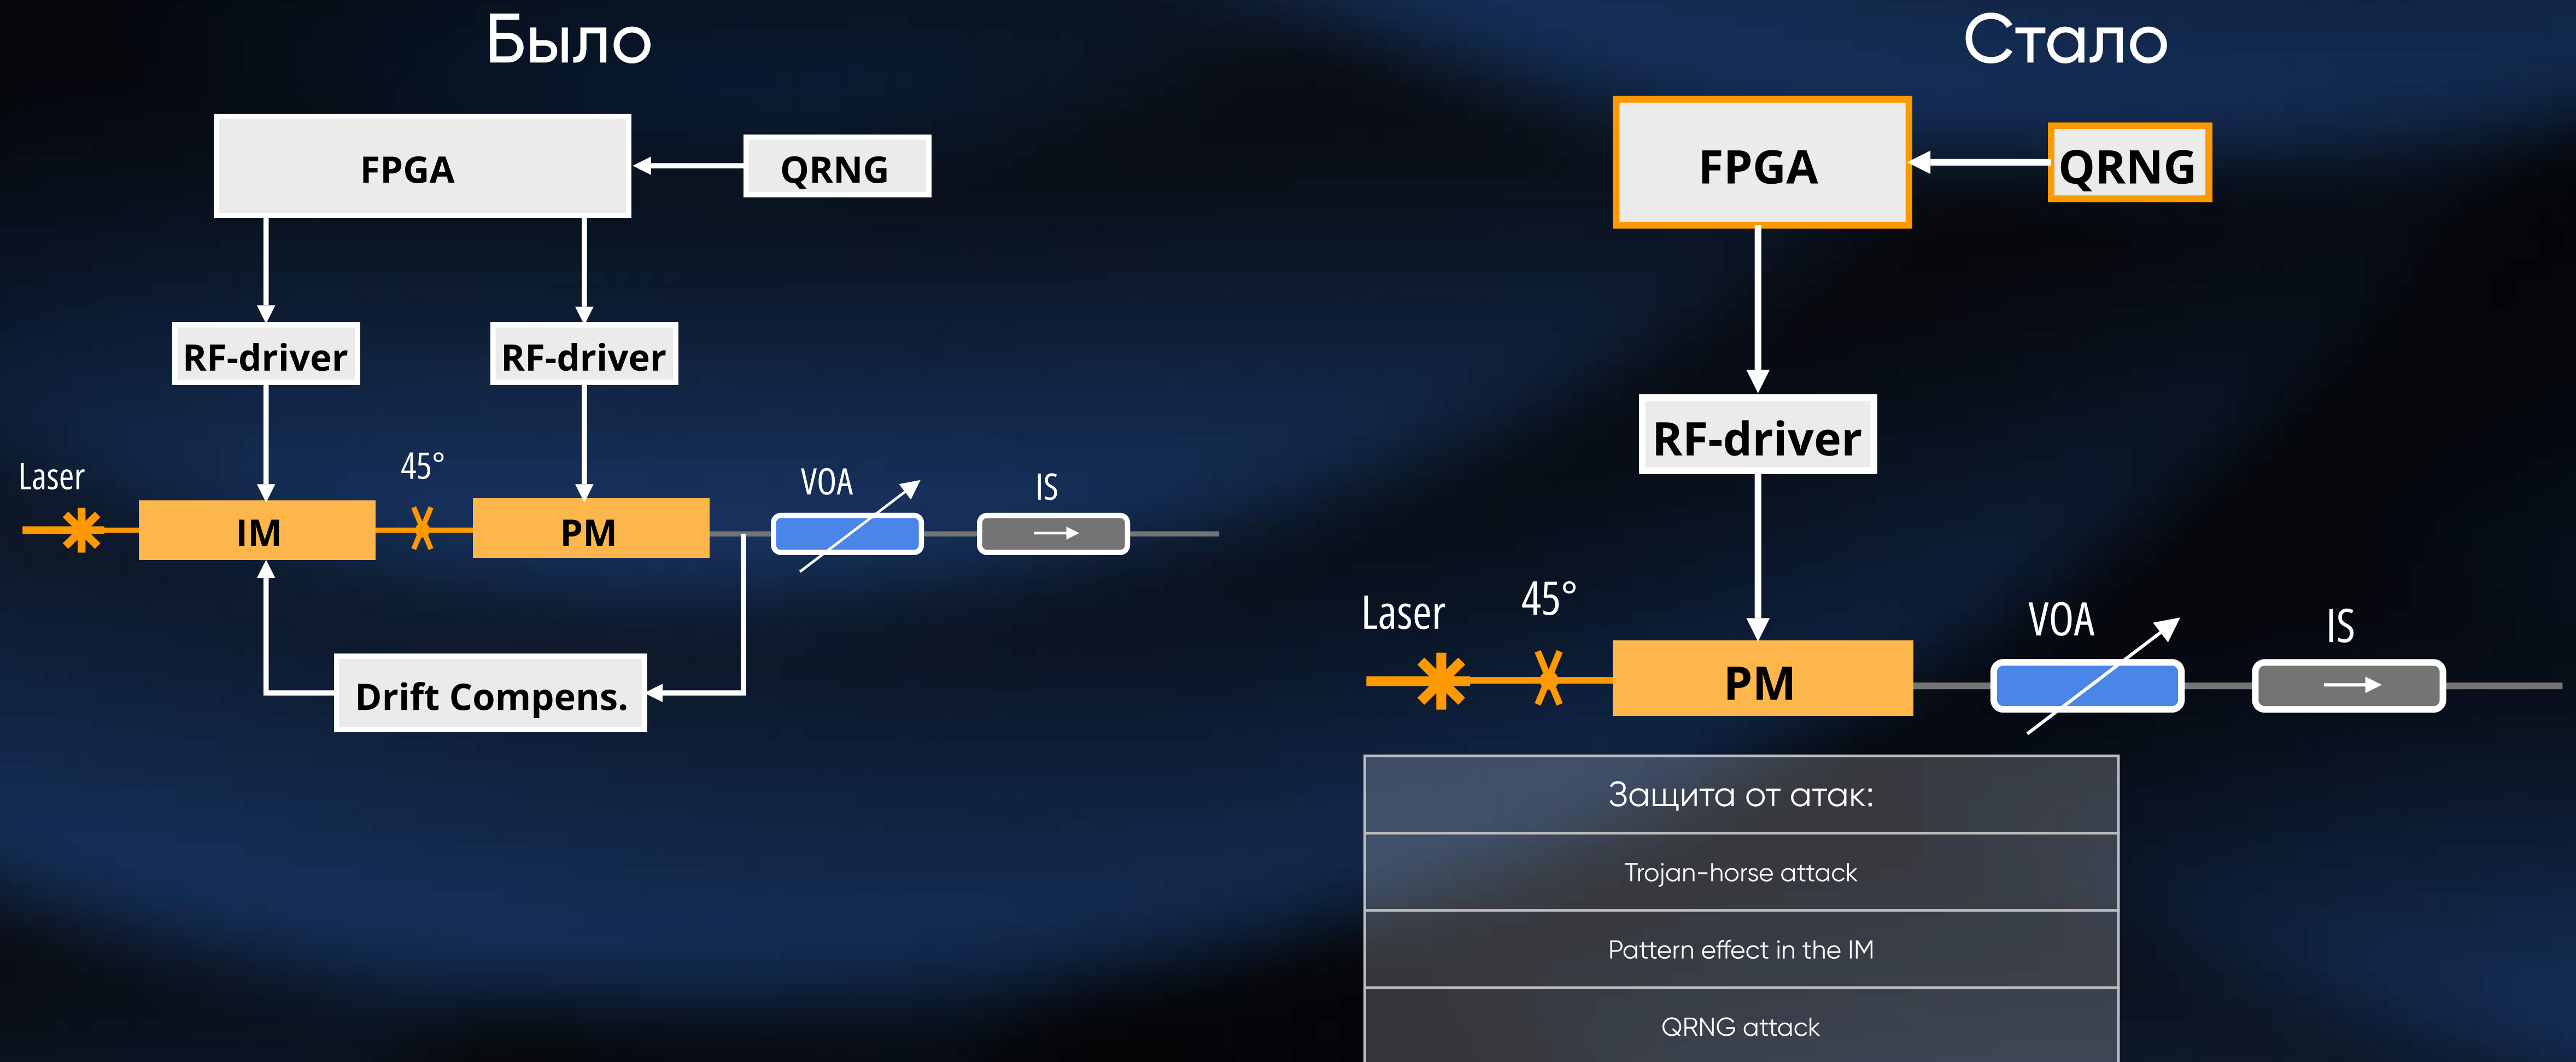 Было
FPGA
QRNG
RF-driver
RF-driver
Laser
45°
VOA
IS
IM
PM
Drift Compens.
Стало
FPGA
QRNG
RF-driver
Laser
45°
VOA
IS
PM
Защита от атак:
Trojan-horse attack
Pattern effect in the IM
QRNG attack